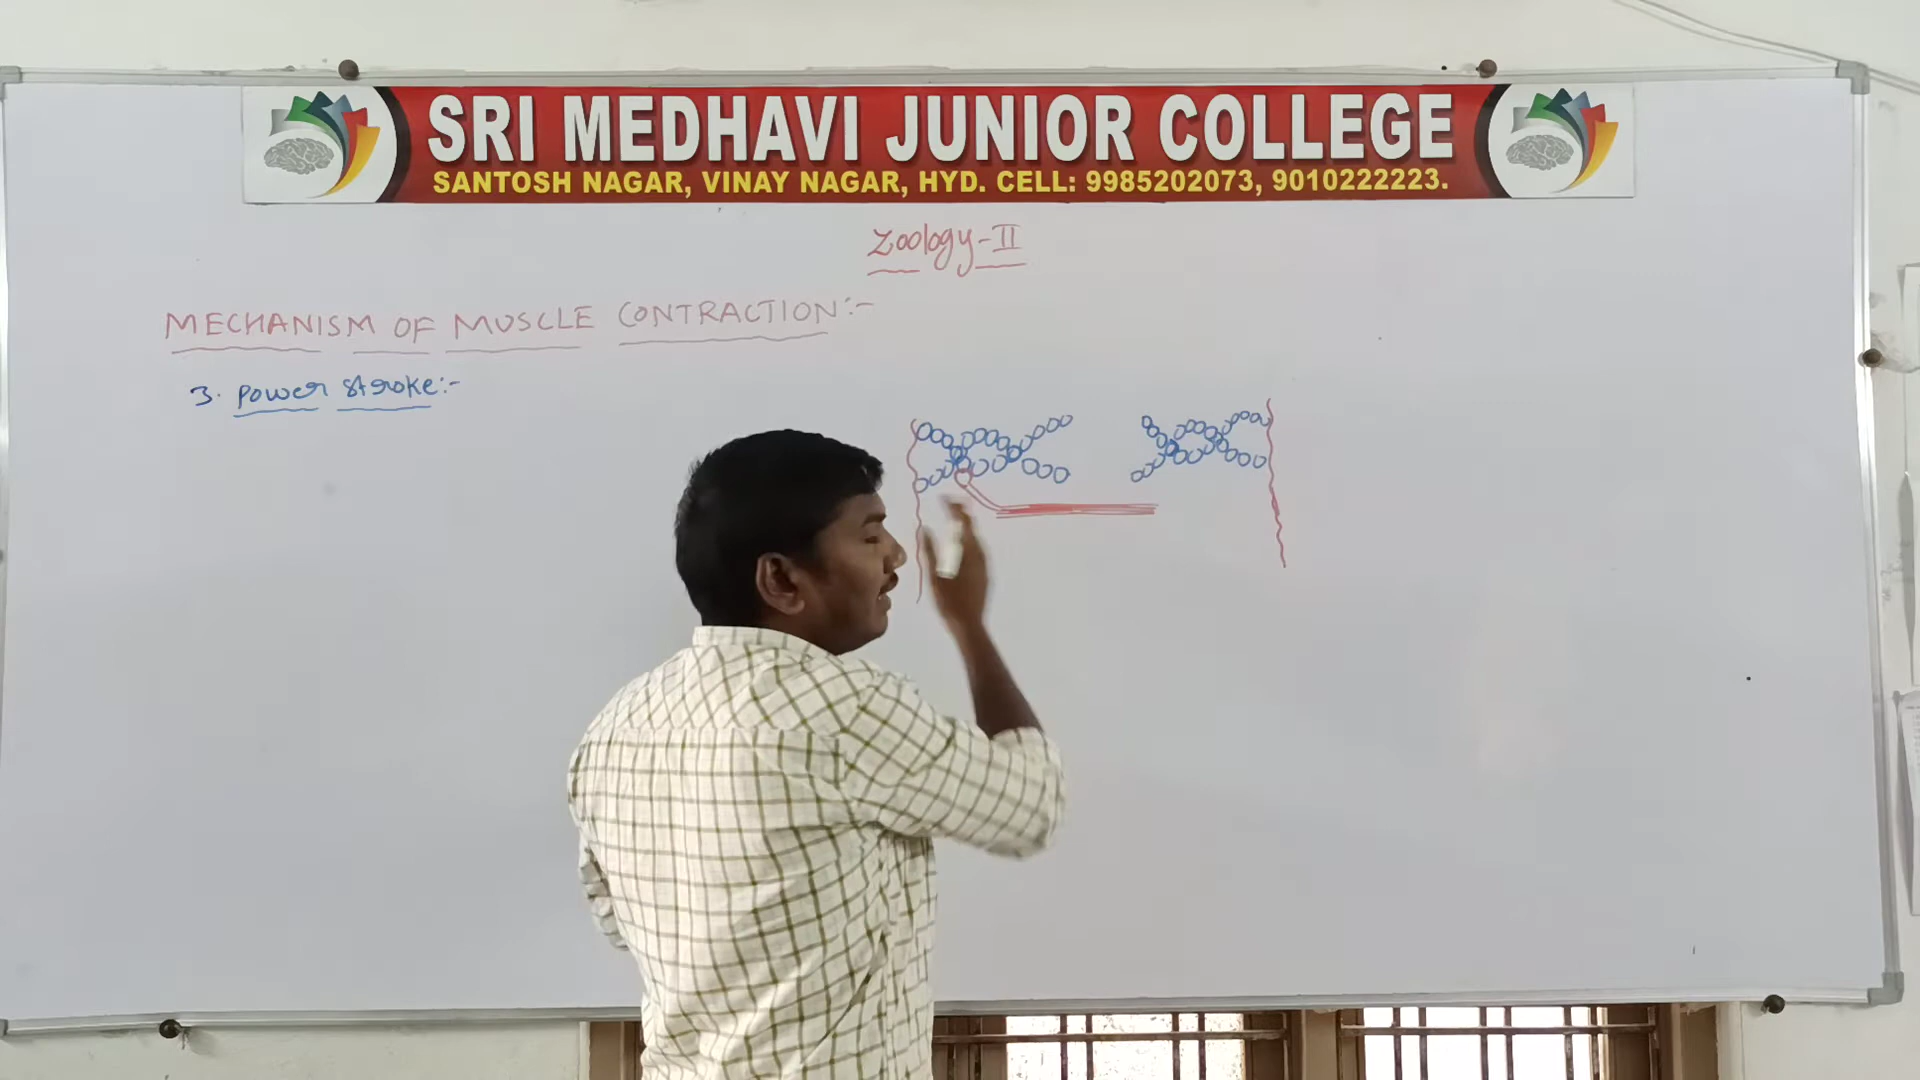 SRI MEDHAVI JUNIOR COLLEGE
SANTOSH NAGAR, VINAY NAGAR, HYD. CELL: 9985202073, 9010222223.
Zoology-II
MECHANISM OF MUSCLE CONTRACTION:-
3. power stroke:-